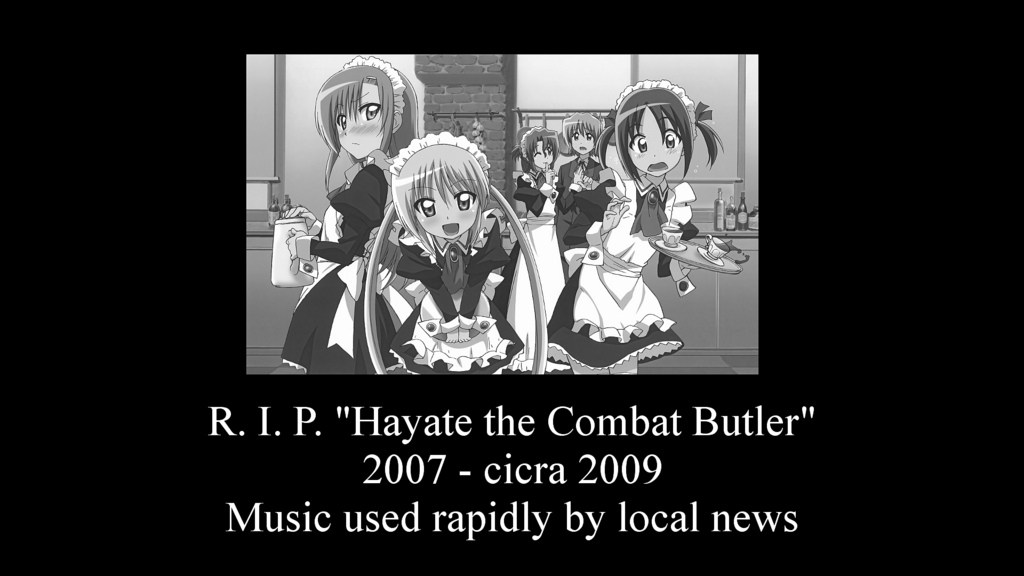 R. I. P. "Hayate the Combat Butler"
2007 - cicra 2009
Music used rapidly by local news